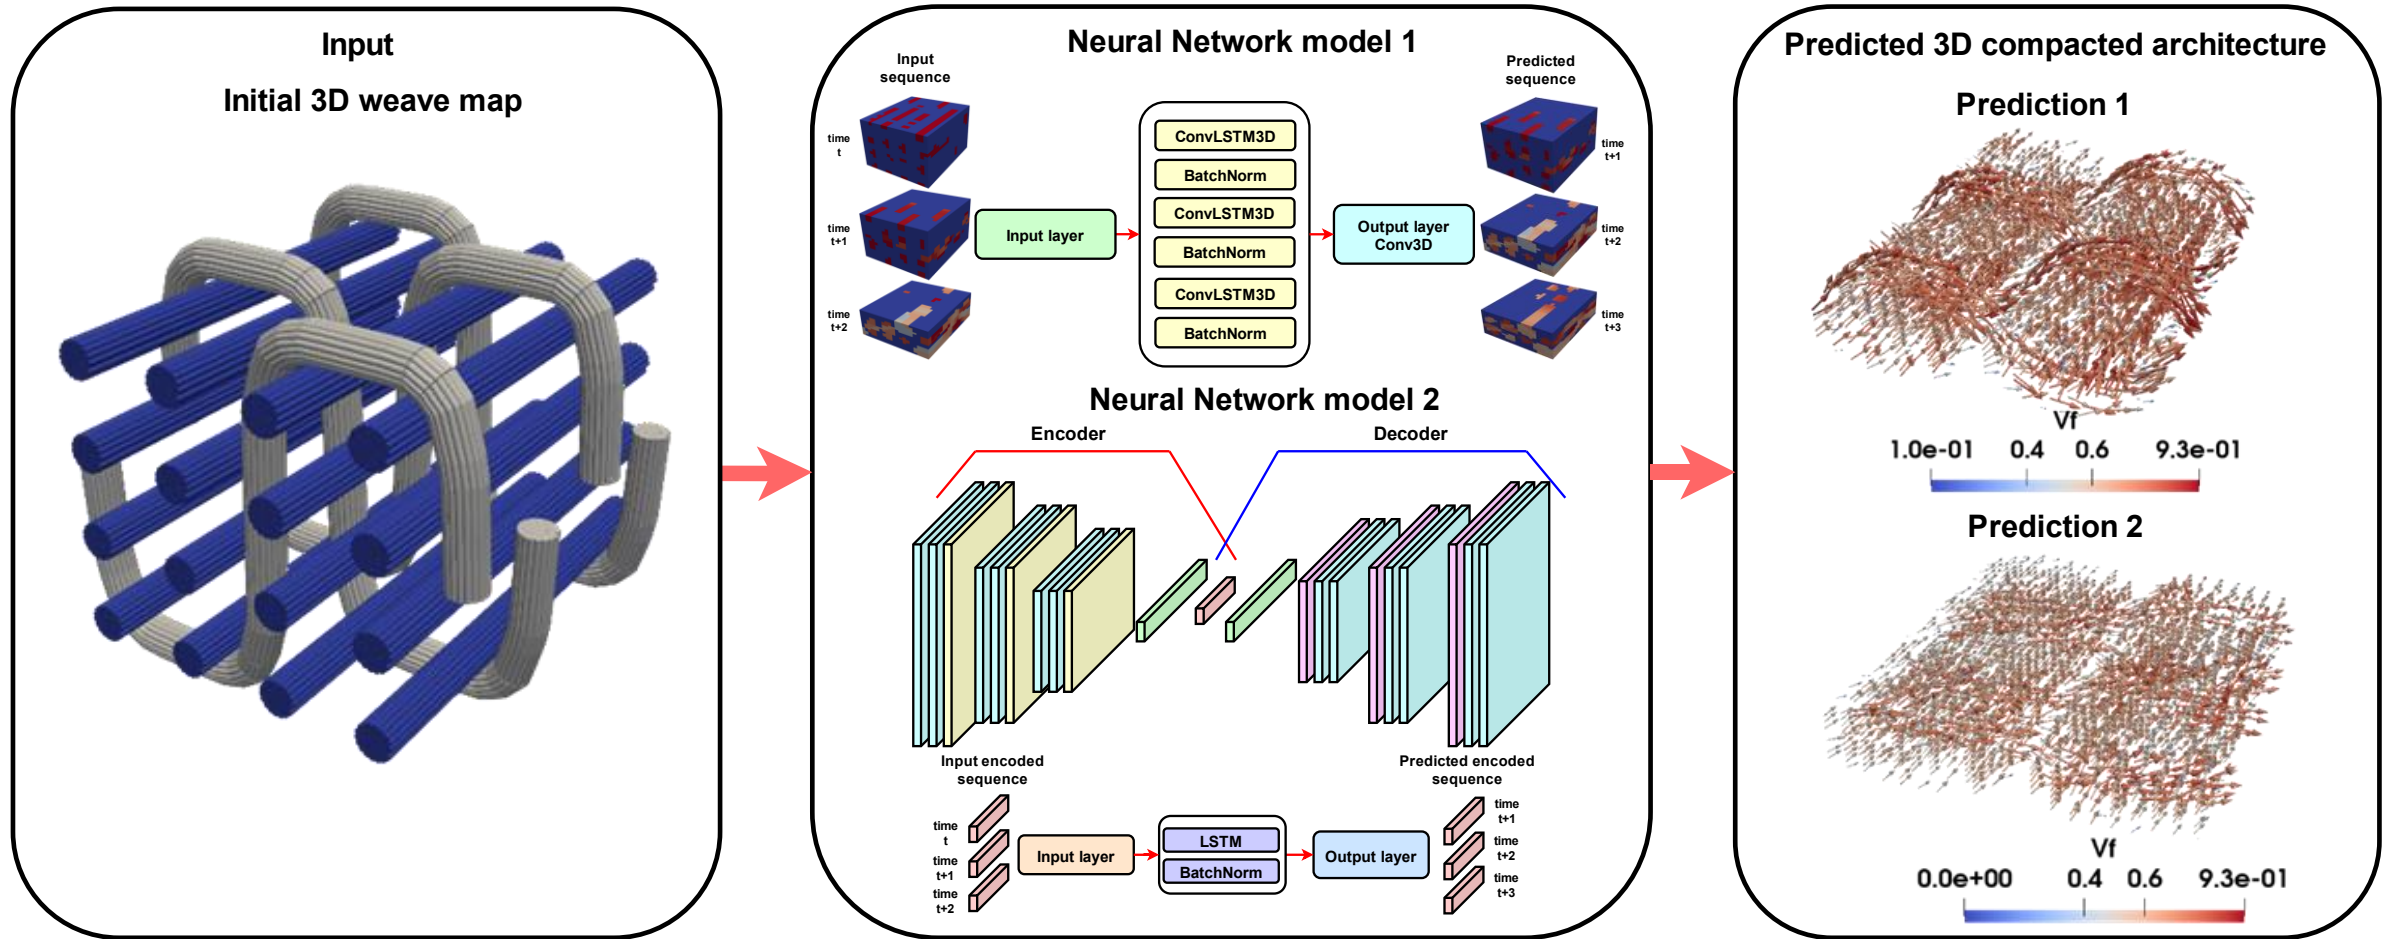 Input
Initial 3D weave map
Neural Network model 1
Input
sequence
time
t
time
t+1
time
t+2
Input layer
ConvLSTM3D
BatchNorm
ConvLSTM3D
BatchNorm
ConvLSTM3D
BatchNorm
Output layer
Conv3D
Predicted
sequence
time
t+1
time
t+2
time
t+3
Neural Network model 2
Encoder
Decoder
Input encoded
sequence
time
t
time
t+1
time
t+2
Input layer
LSTM
BatchNorm
Output layer
Predicted encoded
sequence
time
t+1
time
t+2
time
t+3
Predicted 3D compacted architecture
Prediction 1
Vf
1.0e-01 0.4 0.6 9.3e-01
Prediction 2
Vf
0.0e+00 0.4 0.6 9.3e-01